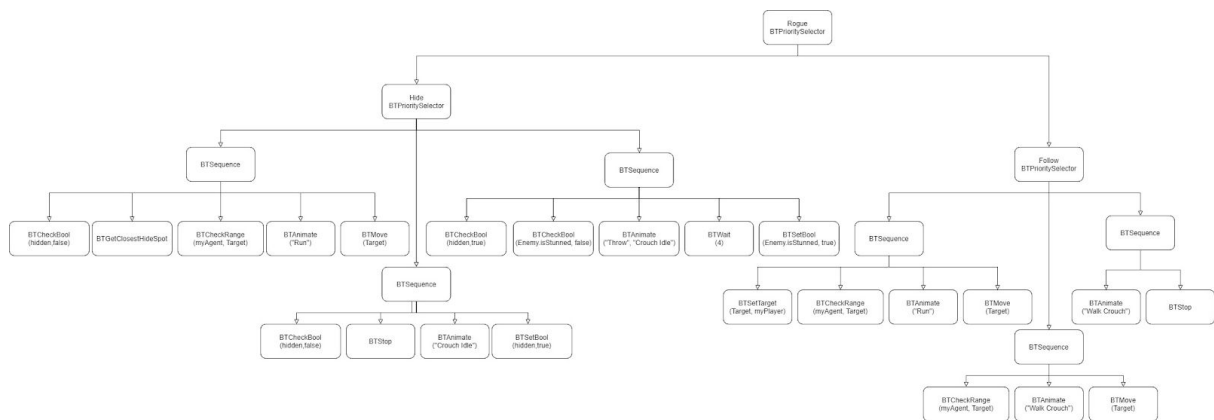 Rogue
BTPrioritySelector
Hide
BTPrioritySelector
Follow
BTPrioritySelector
BTSequence
BTSequence
BTCheckBool
(hidden,false)
BTGetClosestHideSpot
BTCheckRange
(myAgent, Target)
BTAnimate
("Run")
BTMove
(Target)
BTCheckBool
(hidden,true)
BTCheckBool
(Enemy.isStunned, false)
BTAnimate
("Throw", "Crouch Idle")
BTWait
(4)
BTSetBool
(Enemy.isStunned, true)
BTSequence
BTSequence
BTSequence
BTCheckBool
(hidden,false)
BTStop
BTAnimate
("Crouch Idle")
BTSetBool
(hidden,true)
BTSetTarget
(Target, myPlayer)
BTCheckRange
(myAgent, Target)
BTAnimate
("Run")
BTMove
(Target)
BTAnimate
("Walk Crouch")
BTStop
BTSequence
BTCheckRange
(myAgent, Target)
BTAnimate
("Walk Crouch")
BTMove
(Target)